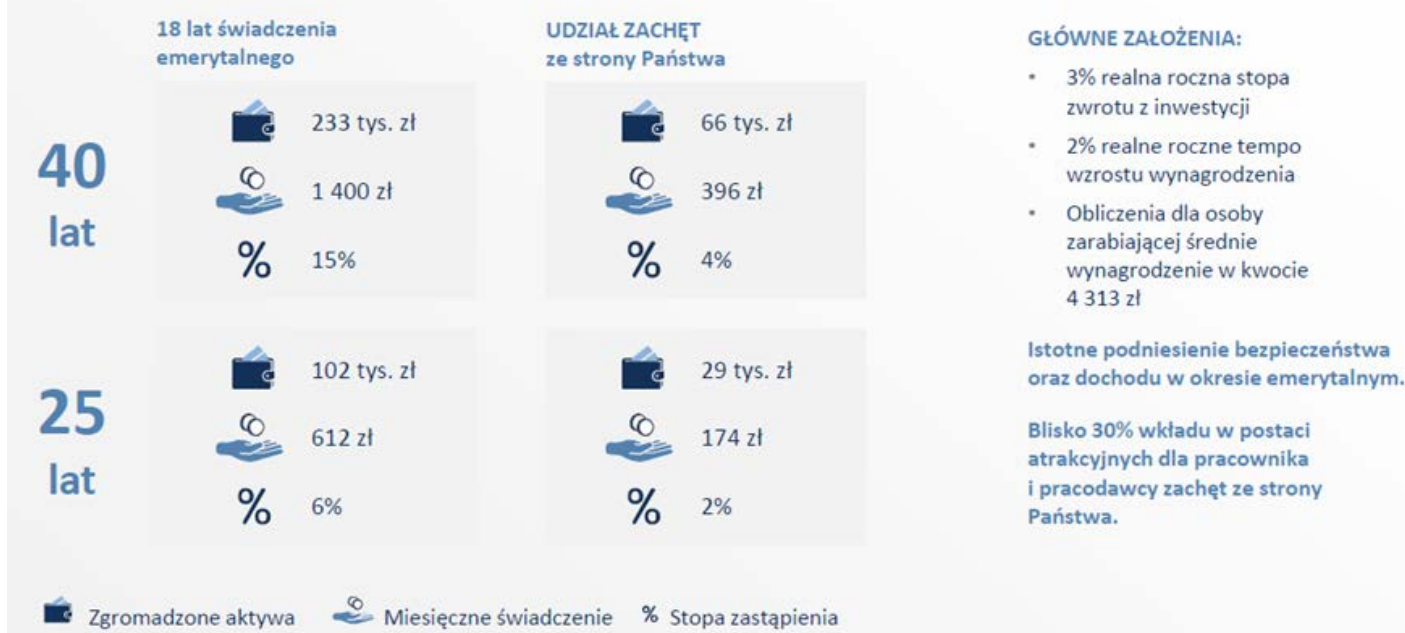 18 lat świadczenia
emerytalnego
UDZIAŁ ZACHĘT
ze strony Państwa
40
lat
233 tys. zł
1 400 zł
% 15%
66 tys. zł
396 zł
% 4%
25
lat
102 tys. zł
612 zł
% 6%
29 tys. zł
174 zł
% 2%
GŁÓWNE ZAŁOŻENIA:
• 3% realna roczna stopa
zwrotu z inwestycji
• 2% realne roczne tempo
wzrostu wynagrodzenia
• Obliczenia dla osoby
zarabiającej średnie
wynagrodzenie w kwocie
4 313 zł
Istotne podniesienie bezpieczeństwa
oraz dochodu w okresie emerytalnym.
Blisko 30% wkładu w postaci
atrakcyjnych dla pracownika
i pracodawcy zachęt ze strony
Państwa.
Zgromadzone aktywa
Miesięczne świadczenie
% Stopa zastąpienia